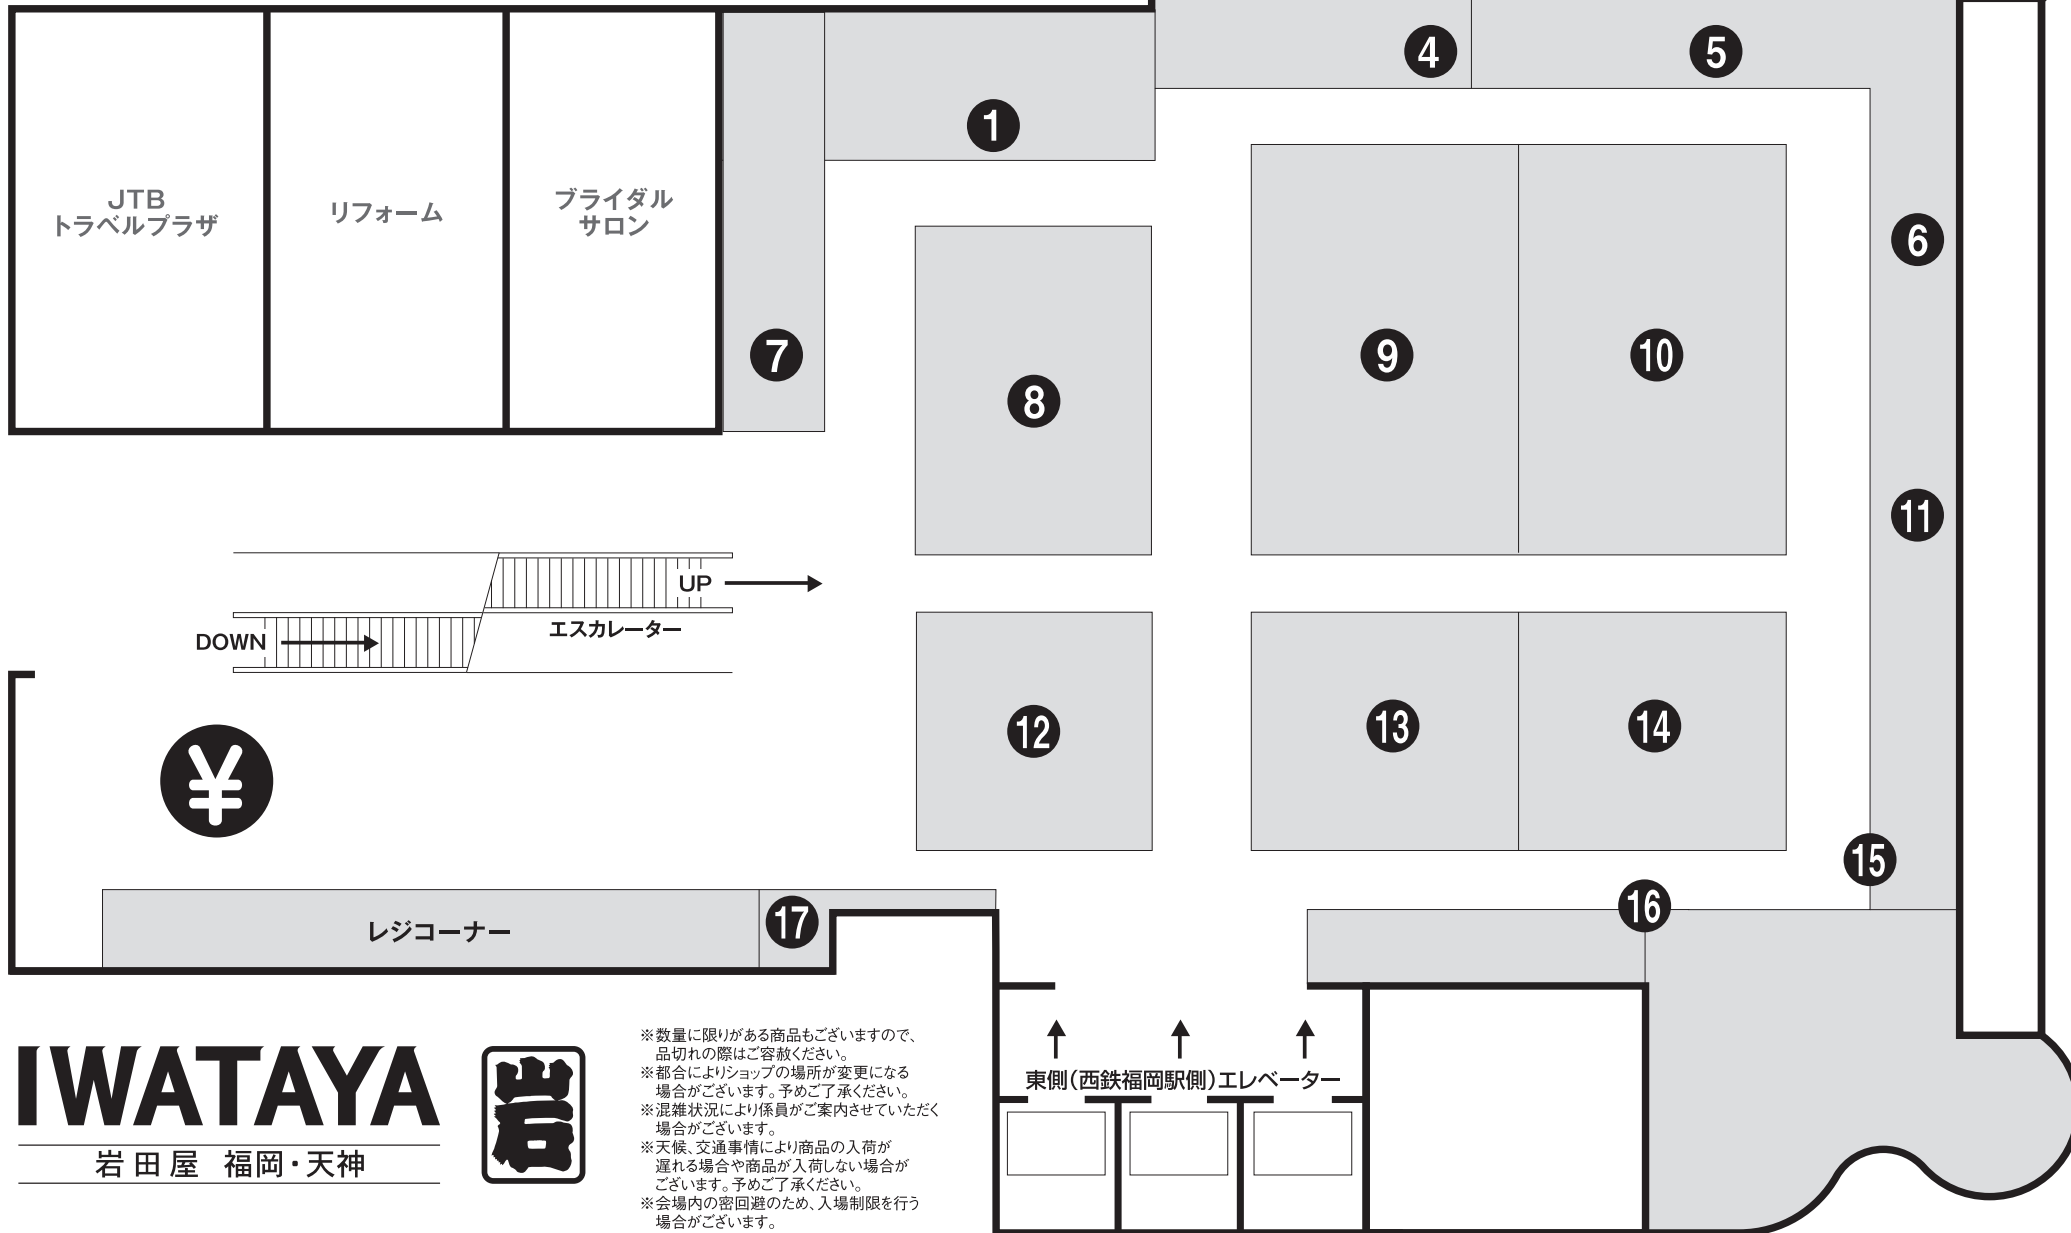 4
5
1
JTB
トラベルプラザ
リフォーム
ブライダル
サロン
6
7
8
9
10
11
UP
DOWN
エスカレーター
12
13
14
¥
15
16
レジコーナー
17
IWATAYA
岩田屋 福岡・天神
岩
※数量に限りがある商品もございますので、
品切れの際はご容赦ください。
※都合によりショップの場所が変更になる
場合がございます。予めご了承ください。
※混雑状況により係員がご案内させていただく
場合がございます。
※天候、交通事情により商品の入荷が
遅れる場合や商品が入荷しない場合が
ございます。予めご了承ください。
※会場内の密回避のため、入場制限を行う
場合がございます。
東側(西鉄福岡駅側)エレベーター